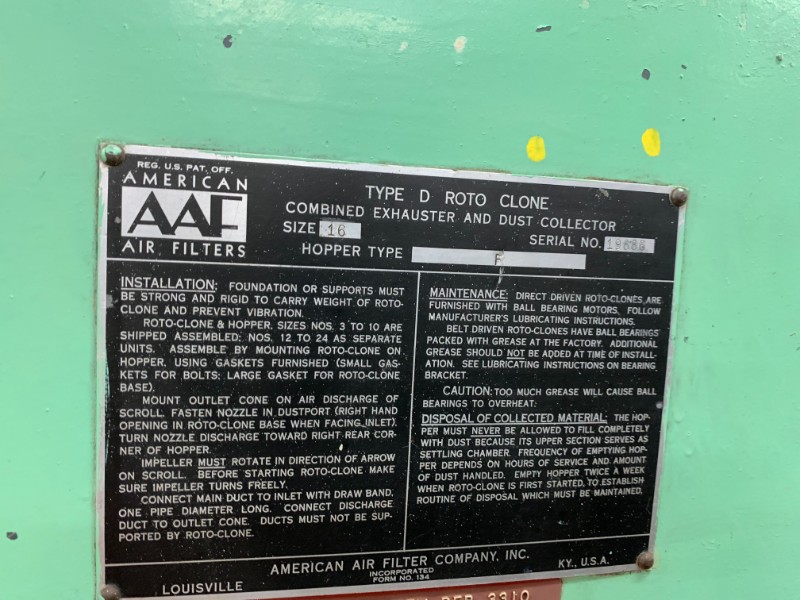 REG. U.S. PAT. OFF.
AMERICAN
AAF
AIR FILTERS
TYPE D ROTO CLONE
COMBINED EXHAUSTER AND DUST COLLECTOR
SIZE 16
SERIAL NO.
HOPPER TYPE F
INSTALLATION: FOUNDATION OR SUPPORTS MUST
BE STRONG AND RIGID TO CARRY WEIGHT OF ROTO-
CLONE AND PREVENT VIBRATION.
ROTO-CLONE & HOPPER, SIZES NOS. 3 TO 10 ARE
SHIPPED ASSEMBLED; NOS. 12 TO 24 AS SEPARATE
UNITS. ASSEMBLE BY MOUNTING ROTO-CLONE ON
HOPPER, USING GASKETS FURNISHED (SMALL GAS-
KETS FOR BOLTS; LARGE GASKET FOR ROTO-CLONE
BASE).
MOUNT OUTLET CONE ON AIR DISCHARGE OF
SCROLL. FASTEN NOZZLE IN DUSTPORT (RIGHT HAND
OPENING IN ROTO-CLONE BASE WHEN FACING INLET).
TURN NOZZLE DISCHARGE TOWARD RIGHT REAR COR-
NER OF HOPPER.
IMPELLER MUST ROTATE IN DIRECTION OF ARROW
ON SCROLL. BEFORE STARTING ROTO-CLONE MAKE
SURE IMPELLER TURNS FREELY.
CONNECT MAIN DUCT TO INLET WITH DRAW BAND,
ONE PIPE DIAMETER LONG. CONNECT DISCHARGE
DUCT TO OUTLET CONE. DUCTS MUST NOT BE SUP-
PORTED BY ROTO-CLONE.
MAINTENANCE: DIRECT DRIVEN ROTO-CLONES ARE
FURNISHED WITH BALL BEARING MOTORS. FOLLOW
MANUFACTURER'S LUBRICATING INSTRUCTIONS.
BELT DRIVEN ROTO-CLONES HAVE BALL BEARINGS
PACKED WITH GREASE AT THE FACTORY. ADDITIONAL
GREASE SHOULD NOT BE ADDED AT TIME OF INSTALL-
ATION. SEE LUBRICATING INSTRUCTIONS ON BEARING
BRACKET.
CAUTION: TOO MUCH GREASE WILL CAUSE BALL
BEARINGS TO OVERHEAT.
DISPOSAL OF COLLECTED MATERIAL: THE HOP-
PER MUST NEVER BE ALLOWED TO FILL COMPLETELY
WITH DUST BECAUSE ITS UPPER SECTION SERVES AS
SETTLING CHAMBER. FREQUENCY OF EMPTYING HOP-
PER DEPENDS ON HOURS OF SERVICE AND AMOUNT
OF DUST HANDLED. EMPTY HOPPER TWICE A WEEK
WHEN ROTO-CLONE IS FIRST STARTED, TO ESTABLISH
ROUTINE OF DISPOSAL WHICH MUST BE MAINTAINED.
AMERICAN AIR FILTER COMPANY, INC.
INCORPORATED
LOUISVILLE FORM NO. 134 KY., U.S.A.
3310